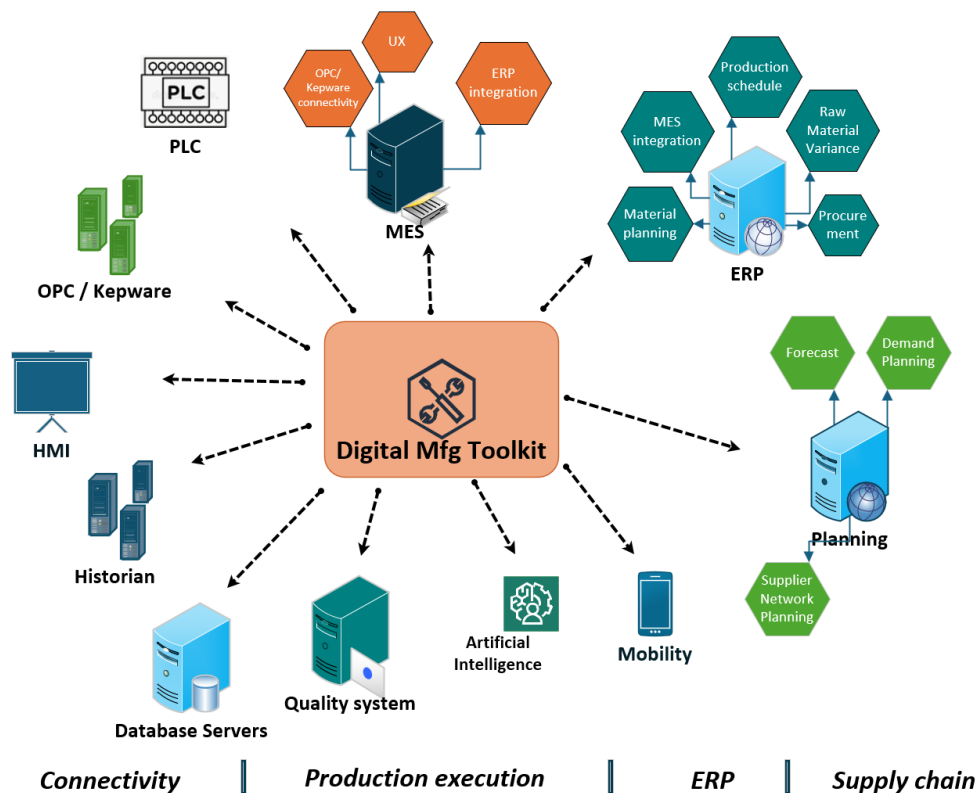 PLC
PLC
UX
OPC/
Kepware
connectivity
ERP
integration
MES
Production
schedule
MES
integration
Raw
Material
Variance
Material
planning
Procure
ment
ERP
OPC / Kepware
HMI
Historian
Digital Mfg Toolkit
Forecast
Demand
Planning
Planning
Supplier
Network
Planning
Database Servers
Quality system
Artificial
Intelligence
Mobility
Connectivity
Production execution
ERP
Supply chain